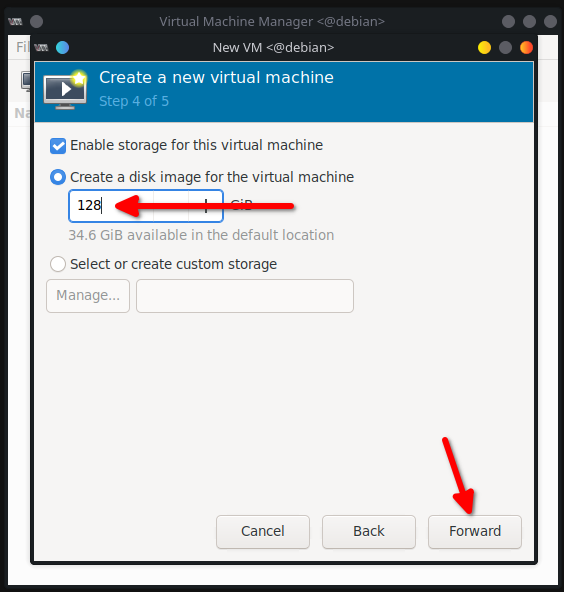 Virtual Machine Manager <@debian>
New VM <@debian>
Create a new virtual machine
Step 4 of 5
Enable storage for this virtual machine
Create a disk image for the virtual machine
128 GiB
34.6 GiB available in the default location
Select or create custom storage
Manage...
Cancel Back Forward